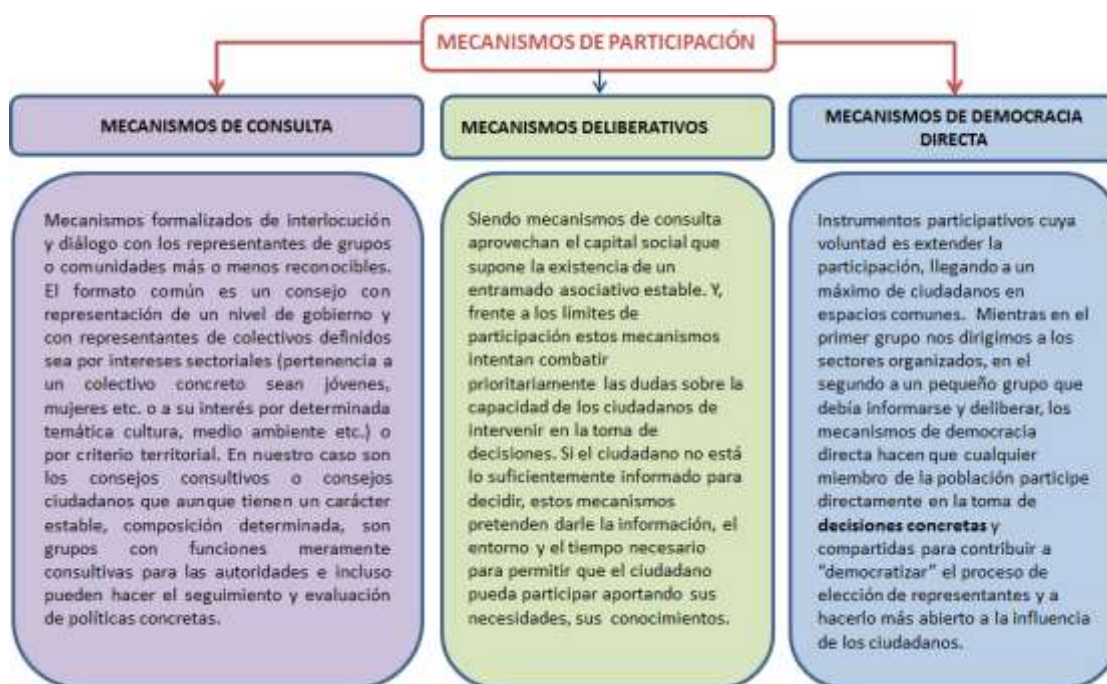 MECANISMOS DE PARTICIPACIÓN
MECANISMOS DE CONSULTA
Mecanismos formalizados de interlocución
y diálogo con los representantes de grupos
o comunidades más o menos reconocibles.
El formato común es un consejo con
representación de un nivel de gobierno y
con representantes de colectivos definidos
sea por intereses sectoriales (pertenencia a
un colectivo concreto sean jóvenes,
mujeres etc. o a su interés por determinada
temática cultura, medio ambiente etc.) o
por criterio territorial. En nuestro caso son
los consejos consultivos o consejos
ciudadanos que aunque tienen un carácter
estable, composición determinada, son
grupos con funciones meramente
consultivas para las autoridades e incluso
pueden hacer el seguimiento y evaluación
de políticas concretas.
MECANISMOS DELIBERATIVOS
Siendo mecanismos de consulta
aprovechan el capital social que
supone la existencia de un
entramado asociativo estable. Y,
frente a los límites de
participación estos mecanismos
intentan combatir
prioritariamente las dudas sobre la
capacidad de los ciudadanos de
intervenir en la toma de
decisiones. Si el ciudadano no está
lo suficientemente informado para
decidir, estos mecanismos
pretenden darle la información, el
entorno y el tiempo necesario
para permitir que el ciudadano
pueda participar aportando sus
necesidades, sus conocimientos.
MECANISMOS DE DEMOCRACIA
DIRECTA
Instrumentos participativos cuya
voluntad es extender la
participación, llegando a un
máximo de ciudadanos en
espacios comunes. Mientras en el
primer grupo nos dirigimos a los
sectores organizados, en el
segundo a un pequeño grupo que
debía informarse y deliberar, los
mecanismos de democracia
directa hacen que cualquier
miembro de la población participe
directamente en la toma de
decisiones concretas y
compartidas para contribuir a
"democratizar" el proceso de
elección de representantes y a
hacerlo más abierto a la influencia
de los ciudadanos.